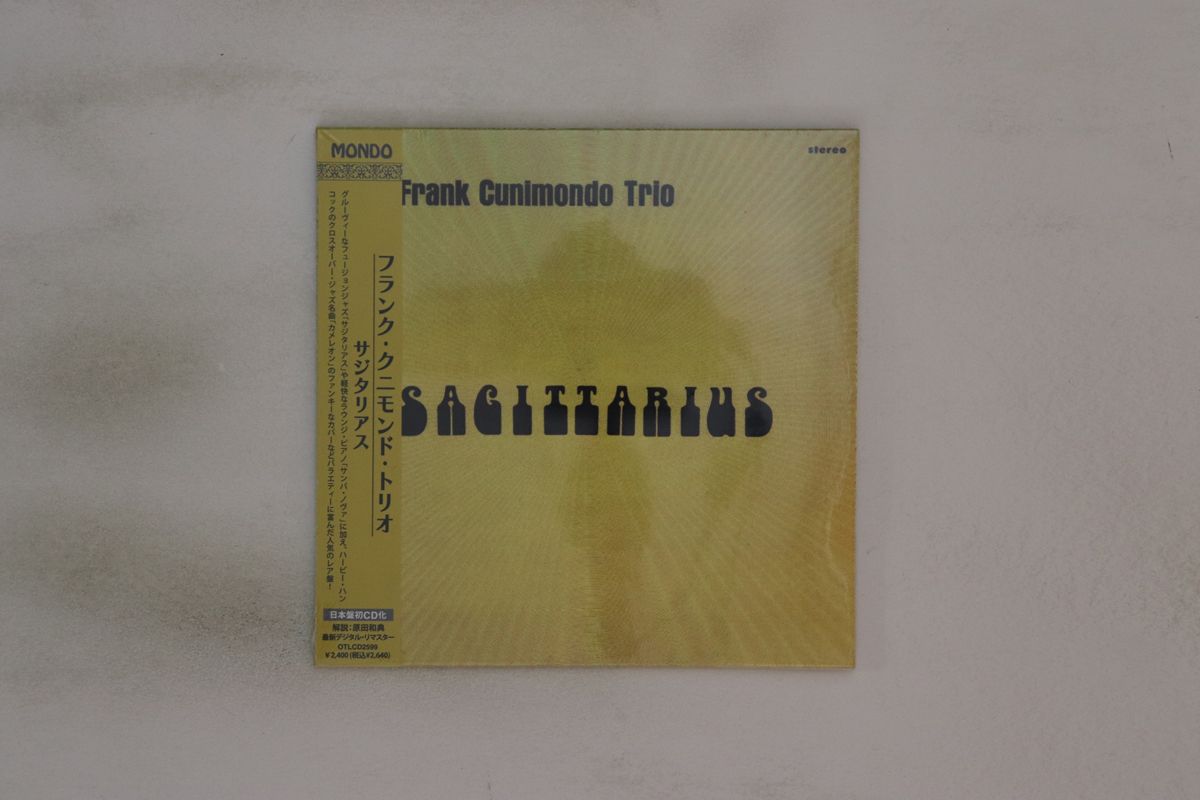 MONDO
stereo
Frank Cunimondo Trio
SAGITTARIUS
フランク・クニモンド・トリオ
サジタリアス
グルーヴィーなフュージョンジャズ「サジタリアス」や軽快なラウンジ・ピアノ「サンバ・ノヴァ」に加え、ハービー・ハン
コックのクロスオーバー・ジャズ名曲「カメレオン」のファンキーなカバーなどバラエティーに富んだ人気のレア盤！
日本盤初CD化
解説：原田和典
最新デジタル・リマスター
OTLCD2599
￥2,400（税込￥2,640）